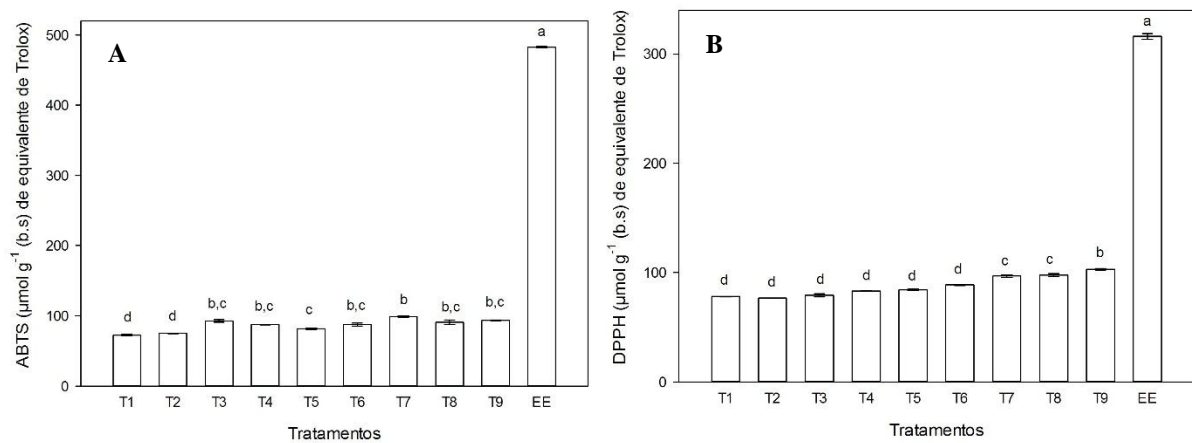 A
ABTS (µmol g⁻¹ (b.s) de equivalente de Trolox)
500
400
300
200
100
0
d d b,c b,c c b,c b b,c b,c a
T1 T2 T3 T4 T5 T6 T7 T8 T9 EE
Tratamentos
B
DPPH (µmol g⁻¹ (b.s) de equivalente de Trolox)
300
200
100
0
d d d d d d c c b a
T1 T2 T3 T4 T5 T6 T7 T8 T9 EE
Tratamentos